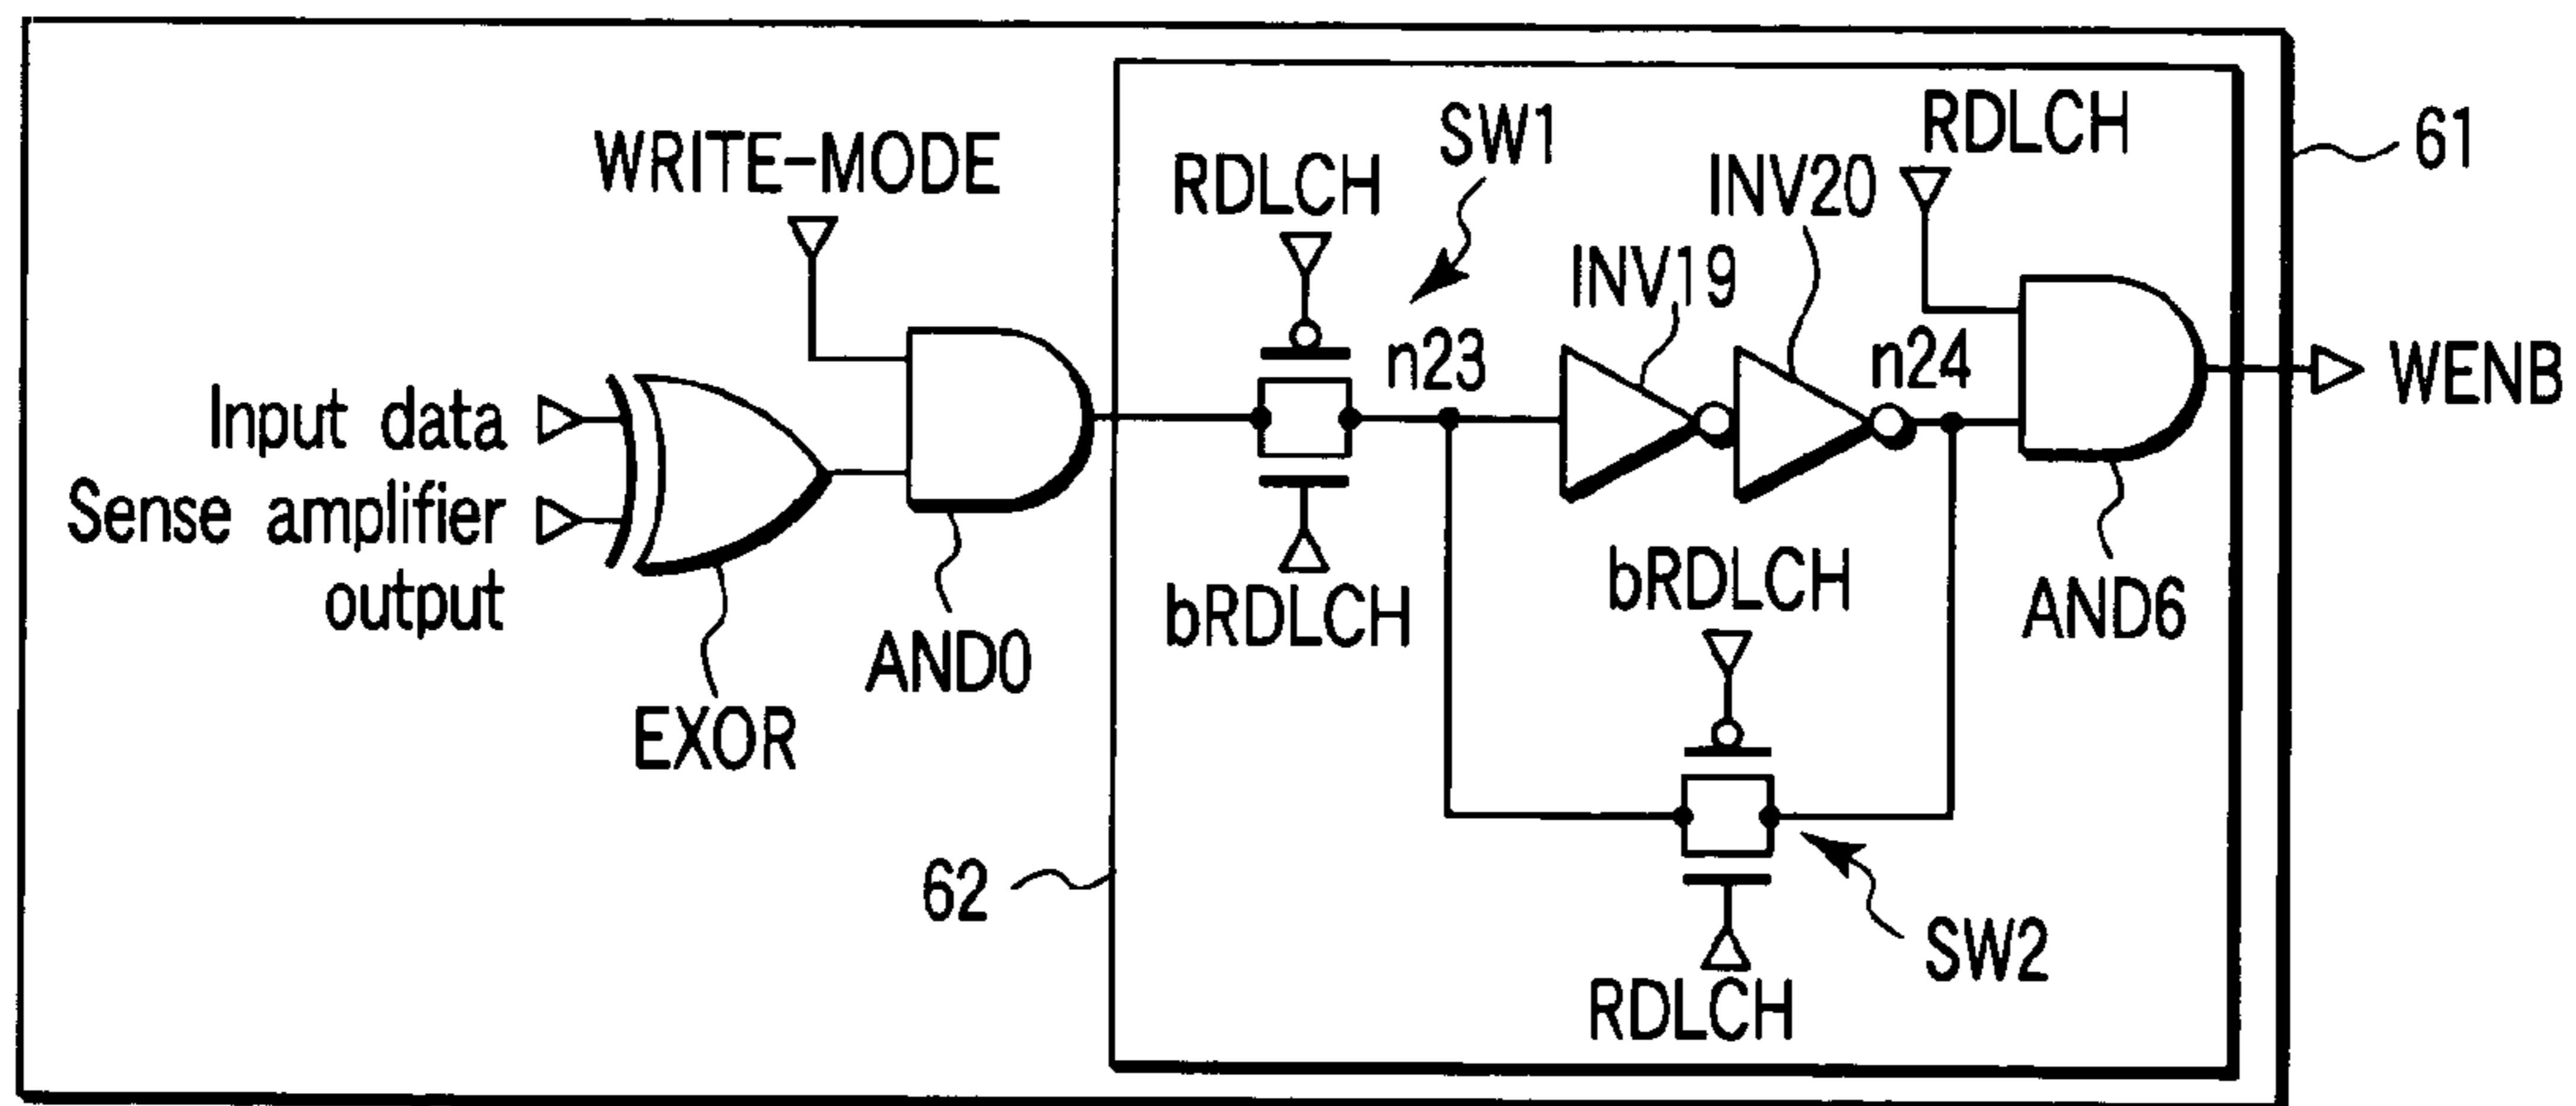 WRITE-MODE
RDLCH
SW1
INV19
INV20
RDLCH
61
n23
n24
WENB
Input data
Sense amplifier
output
EXOR
AND0
bRDLCH
bRDLCH
AND6
62
SW2
RDLCH